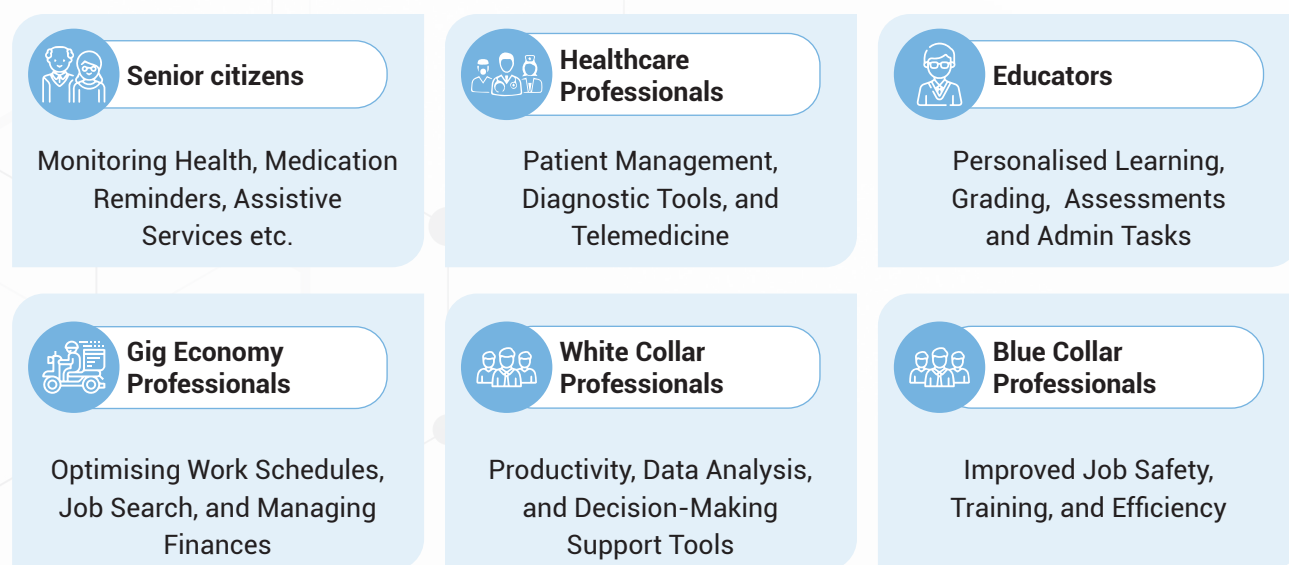 Senior citizens
Monitoring Health, Medication
Reminders, Assistive
Services etc.
Healthcare
Professionals
Patient Management,
Diagnostic Tools, and
Telemedicine
Educators
Personalised Learning,
Grading, Assessments
and Admin Tasks
Gig Economy
Professionals
Optimising Work Schedules,
Job Search, and Managing
Finances
White Collar
Professionals
Productivity, Data Analysis,
and Decision-Making
Support Tools
Blue Collar
Professionals
Improved Job Safety,
Training, and Efficiency